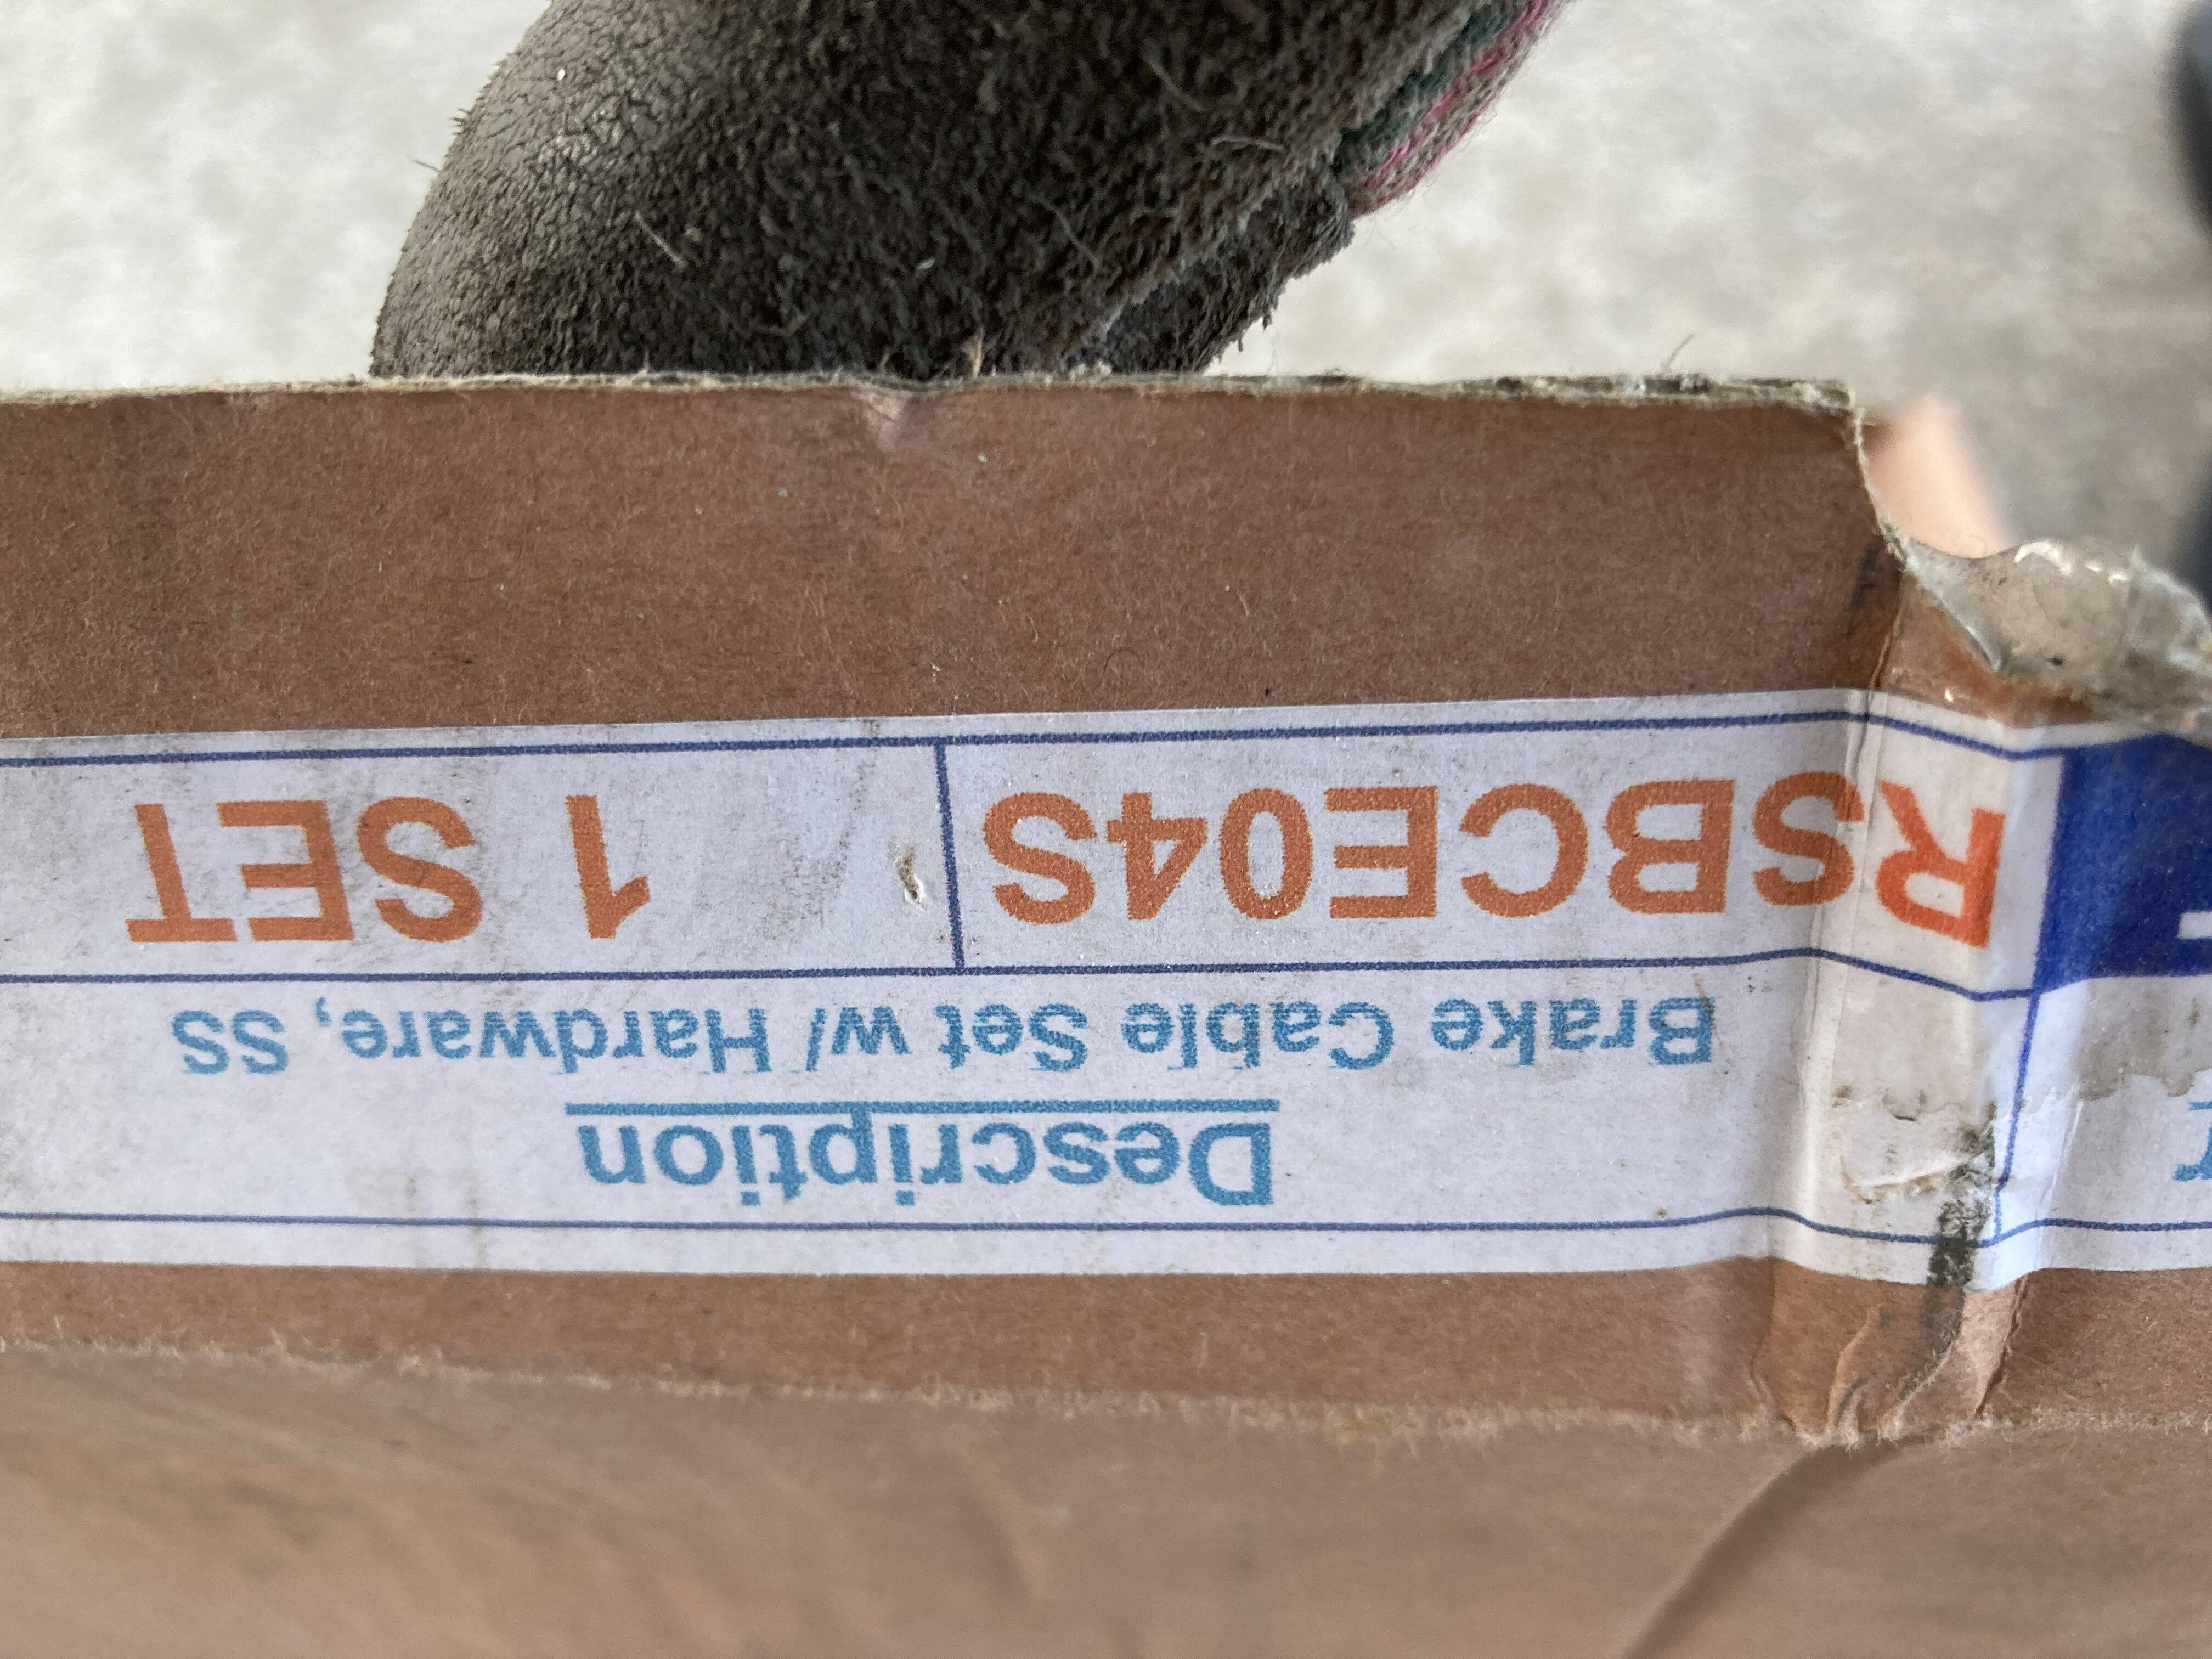 Description
Brake Cable Set w/ Hardware, SS
RSBCE04S 1 SET